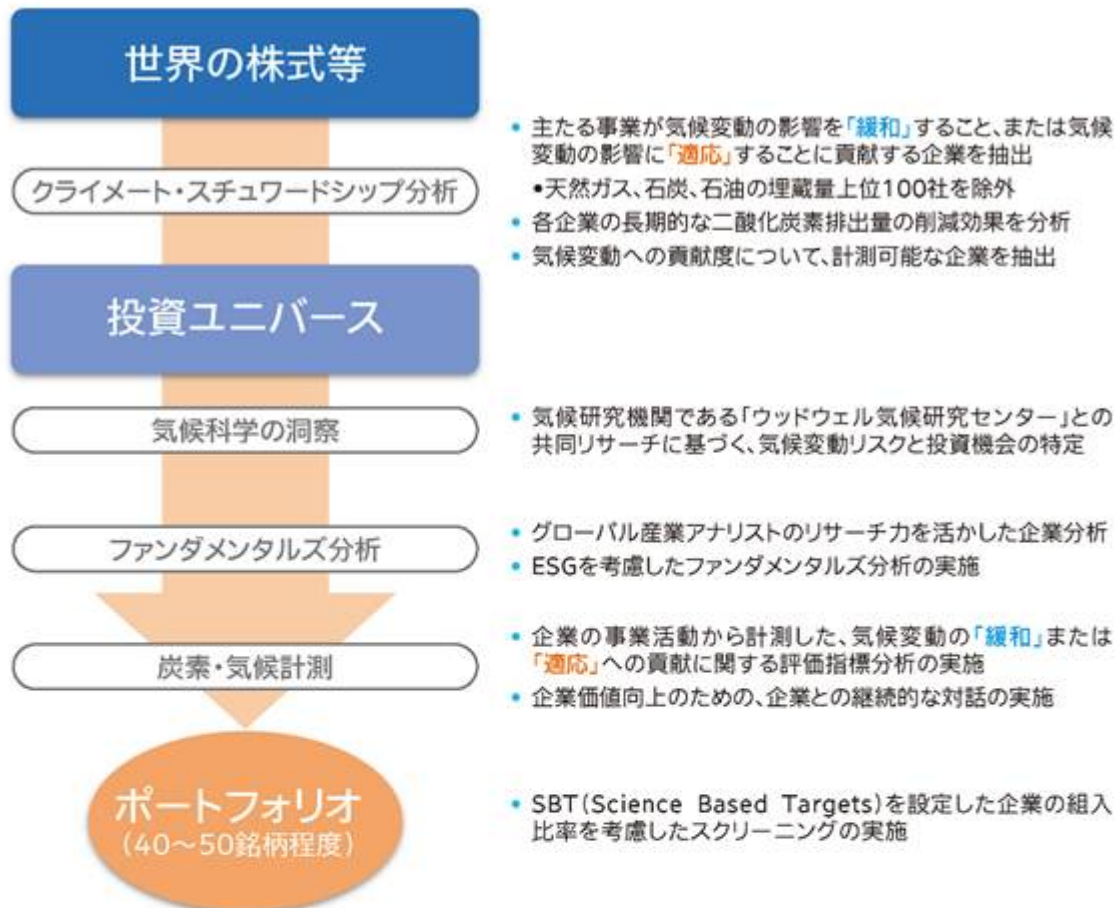 世界の株式等
• 主たる事業が気候変動の影響を「緩和」すること、または気候
変動の影響に「適応」することに貢献する企業を抽出
•天然ガス、石炭、石油の埋蔵量上位100社を除外
• 各企業の長期的な二酸化炭素排出量の削減効果を分析
• 気候変動への貢献度について、計測可能な企業を抽出
クライメート・スチュワードシップ分析
投資ユニバース
気候科学の洞察
• 気候研究機関である「ウッドウェル気候研究センター」との
共同リサーチに基づく、気候変動リスクと投資機会の特定
ファンダメンタルズ分析
• グローバル産業アナリストのリサーチ力を活かした企業分析
• ESGを考慮したファンダメンタルズ分析の実施
炭素・気候計測
• 企業の事業活動から計測した、気候変動の「緩和」または
「適応」への貢献に関する評価指標分析の実施
• 企業価値向上のための、企業との継続的な対話の実施
ポートフォリオ
(40~50銘柄程度)
• SBT(Science Based Targets)を設定した企業の組入
比率を考慮したスクリーニングの実施